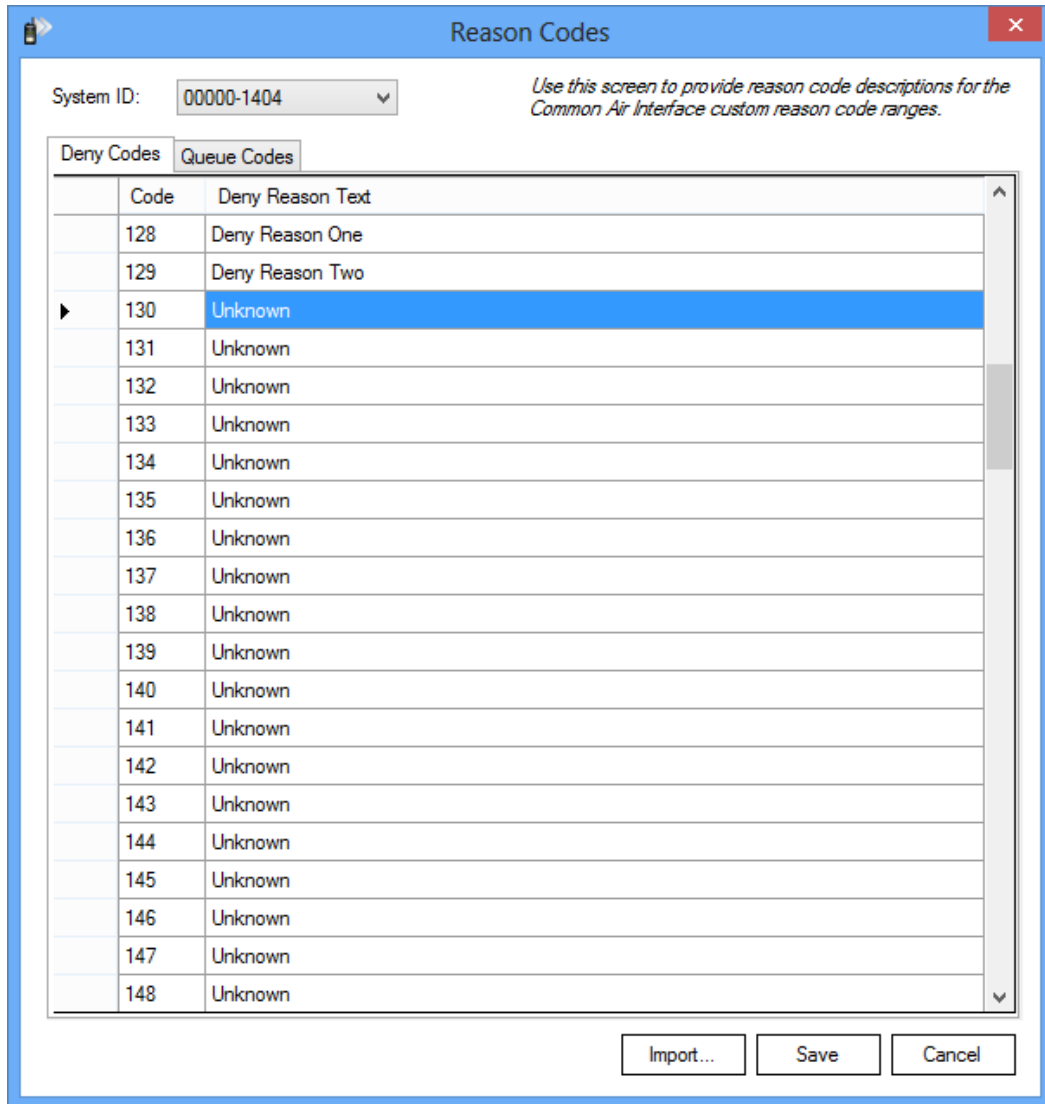 Reason Codes
System ID:
00000-1404
Use this screen to provide reason code descriptions for the
Common Air Interface custom reason code ranges.
Deny Codes Queue Codes
Code Deny Reason Text
128 Deny Reason One
129 Deny Reason Two
130 Unknown
131 Unknown
132 Unknown
133 Unknown
134 Unknown
135 Unknown
136 Unknown
137 Unknown
138 Unknown
139 Unknown
140 Unknown
141 Unknown
142 Unknown
143 Unknown
144 Unknown
145 Unknown
146 Unknown
147 Unknown
148 Unknown
Import... Save Cancel